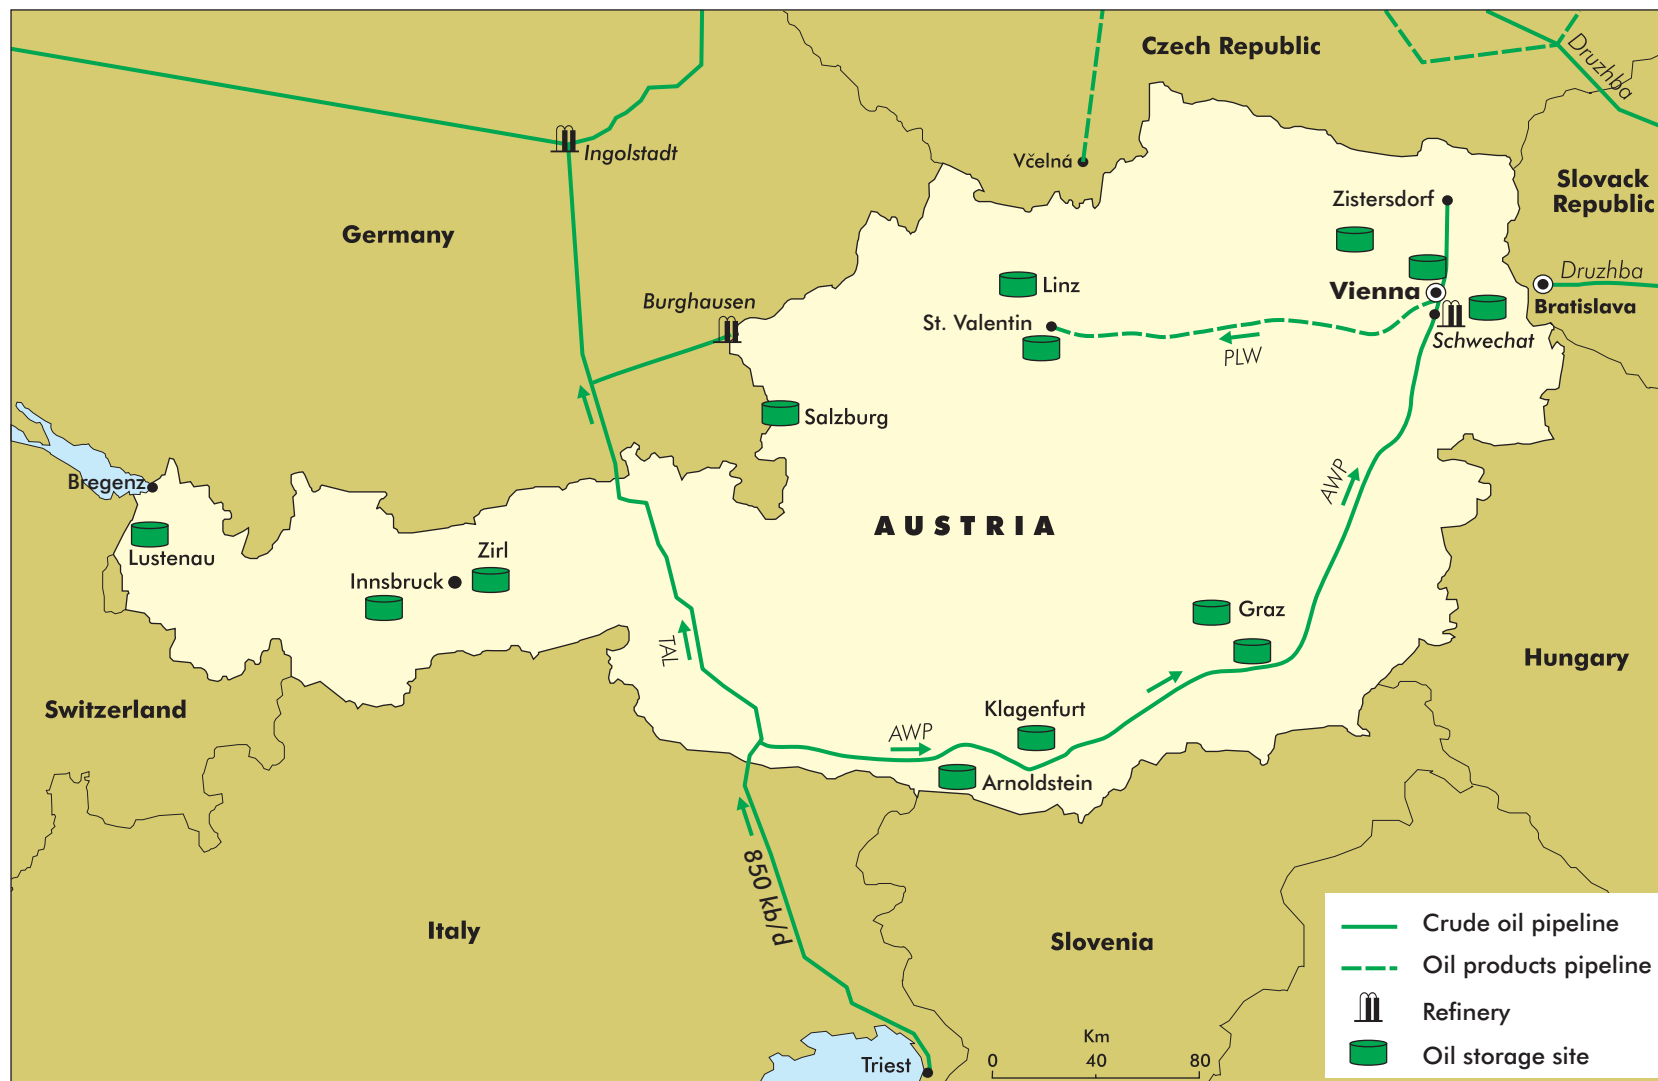 Czech Republic
Druzhba
Ingolstadt
Včelná
Slovack
Republic
Zistersdorf
Germany
Druzhba
Linz
Vienna
Burghausen
Bratislava
St. Valentin
Schwechat
PLW
Salzburg
Bregenz
AWP
AUSTRIA
Lustenau
Zirl
Innsbruck
Graz
TAL
Hungary
Switzerland
Klagenfurt
AWP
Arnoldstein
850 kb/d
Italy
Slovenia
Crude oil pipeline
Oil products pipeline
Refinery
Oil storage site
Km
0 40 80
Triest